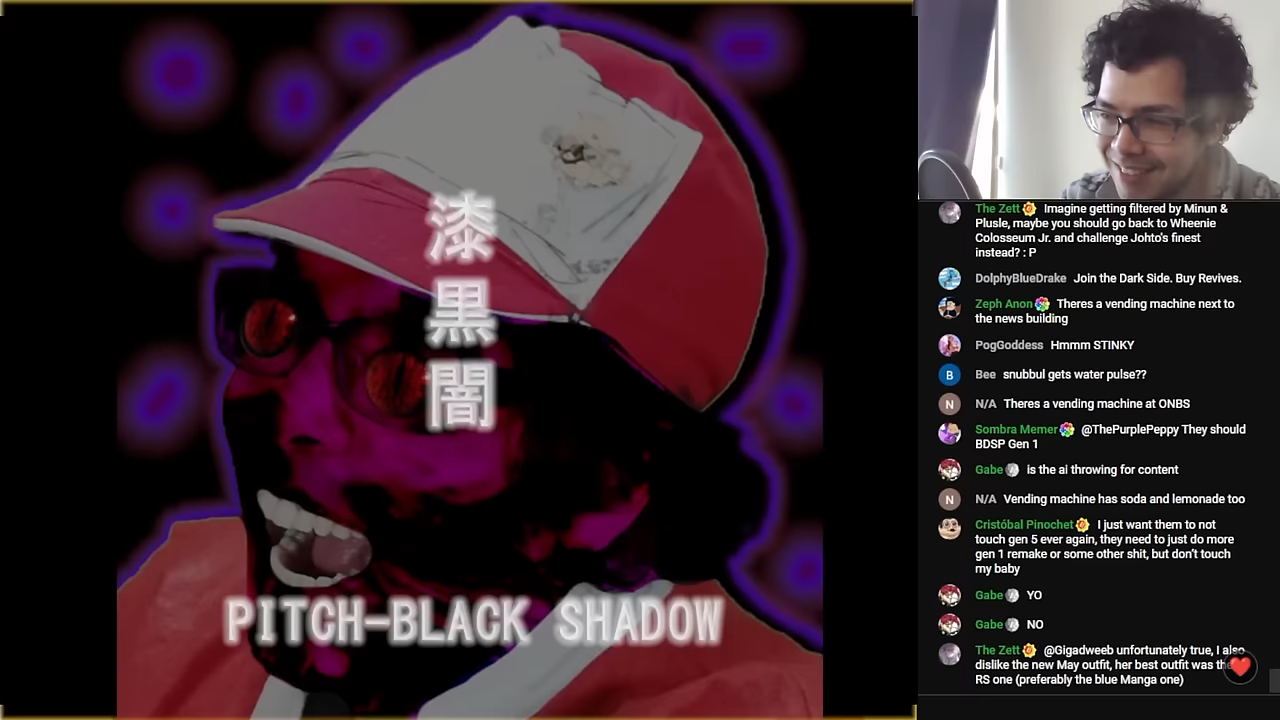 漆
黒
闇
PITCH-BLACK SHADOW
The Zett Imagine getting filtered by Minun &
Plusle, maybe you should go back to Wheenie
Colosseum Jr. and challenge Johto's finest
instead? : P
DolphyBlueDrake Join the Dark Side. Buy Revives.
Zeph Anon Theres a vending machine next to
the news building
PogGoddess Hmmm STINKY
B
Bee snubbul gets water pulse??
N
N/A Theres a vending machine at ONBS
Sombra Memer @ThePurplePeppy They should
BDSP Gen 1
Gabe is the ai throwing for content
N
N/A Vending machine has soda and lemonade too
Cristóbal Pinochet I just want them to not
touch gen 5 ever again, they need to just do more
gen 1 remake or some other shit, but don't touch
my baby
Gabe YO
Gabe NO
The Zett @Gigadweeb unfortunately true, I also
dislike the new May outfit, her best outfit was the
RS one (preferably the blue Manga one)